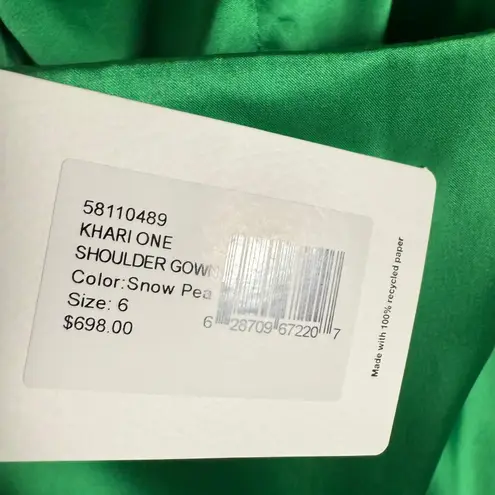 58110489
KHARI ONE
SHOULDER GOWN
Color:Snow Pea
Size: 6
$698.00
6 28709 67220 7
Made with 100% recycled paper